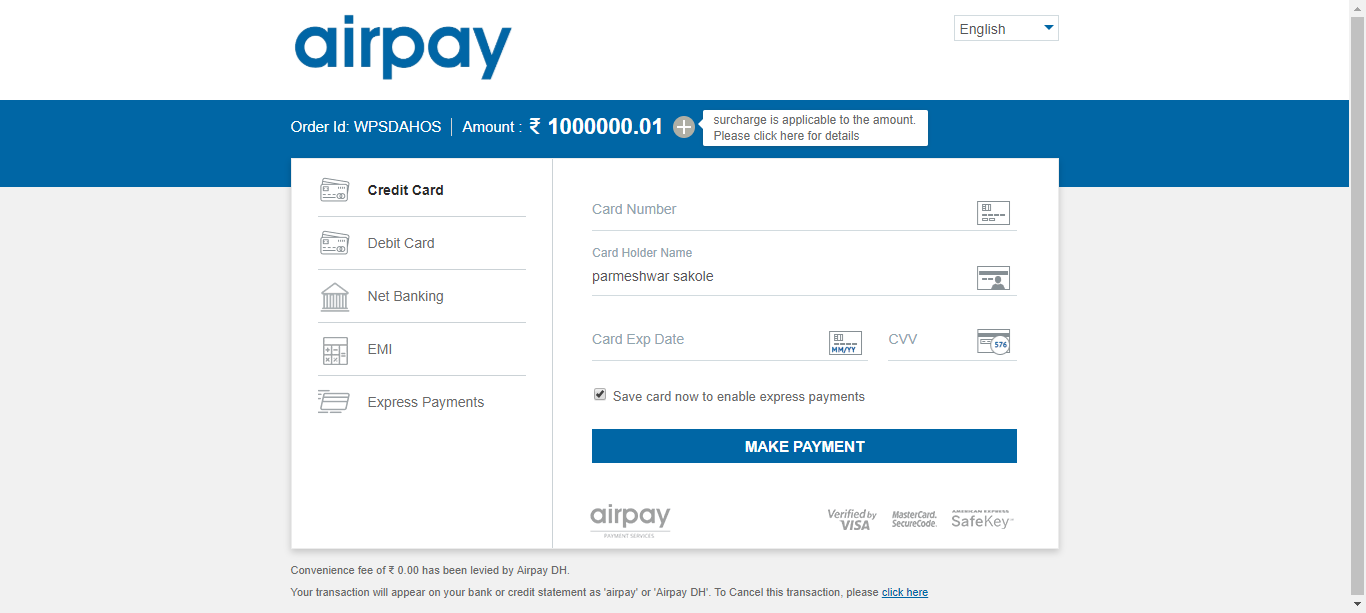 airpay
English
Order Id: WPSDAHOS
Amount : ₹ 1000000.01
surcharge is applicable to the amount.
Please click here for details
Credit Card
Debit Card
Net Banking
EMI
Express Payments
Card Number
Card Holder Name
parmeshwar sakole
Card Exp Date
MM/YY
CVV
576
Save card now to enable express payments
MAKE PAYMENT
airpay
PAYMENT SERVICES
Verified by
VISA
MasterCard.
SecureCode.
AMERICAN EXPRESS
SafeKey™
Convenience fee of ₹ 0.00 has been levied by Airpay DH.
Your transaction will appear on your bank or credit statement as 'airpay' or 'Airpay DH'. To Cancel this transaction, please click here